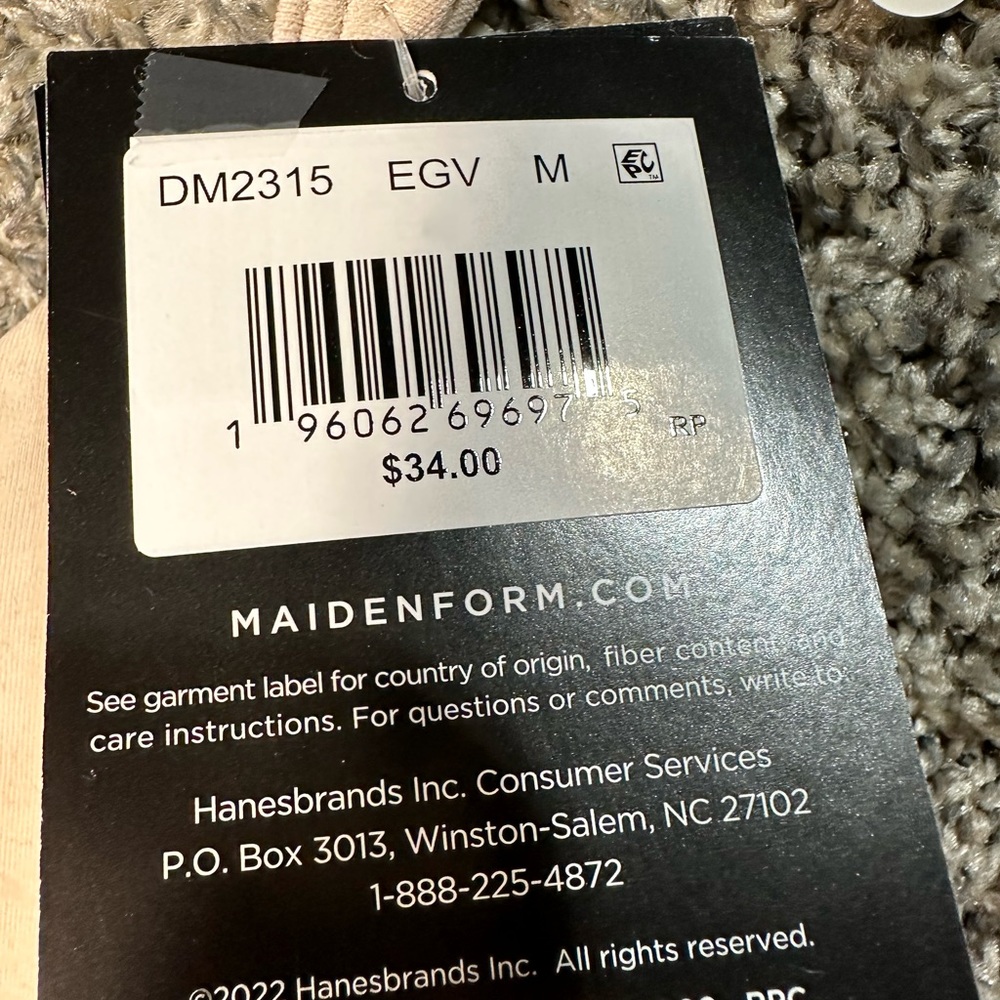 DM2315 EGV M EPC TM
1 96062 69697 5 RP
$34.00
MAIDENFORM.COM
See garment label for country of origin, fiber content, and
care instructions. For questions or comments, write to:
Hanesbrands Inc. Consumer Services
P.O. Box 3013, Winston-Salem, NC 27102
1-888-225-4872
©2022 Hanesbrands Inc. All rights reserved.